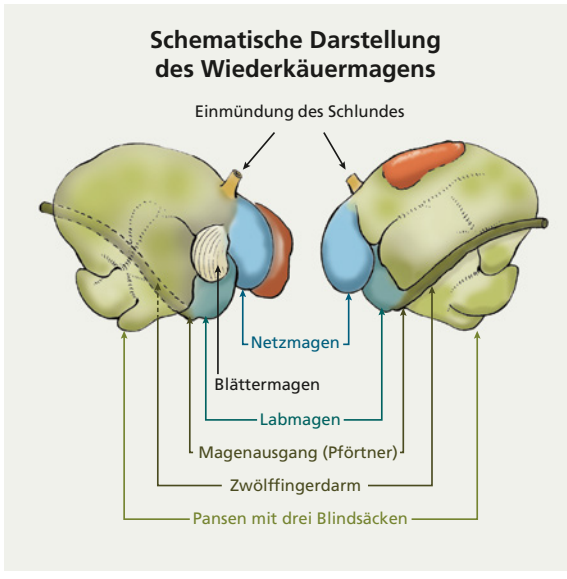 Schematische Darstellung
des Wiederkäuermagens
Einmündung des Schlundes
Netzmagen
Blättermagen
Labmagen
Magenausgang (Pförtner)
Zwölffingerdarm
Pansen mit drei Blindsäcken